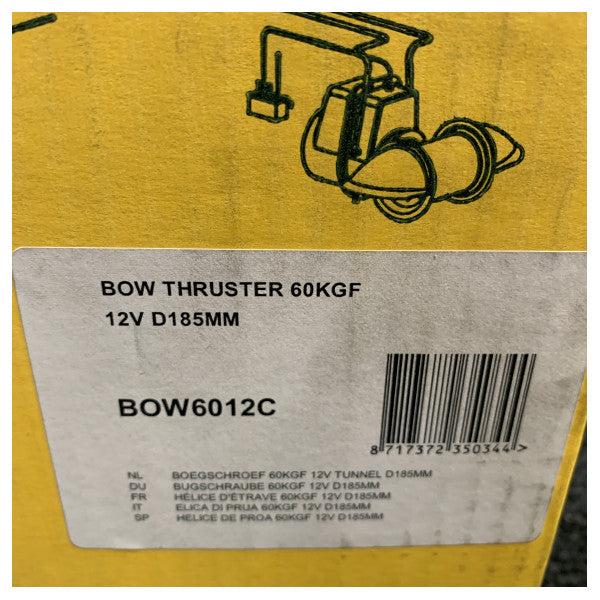 BOW THRUSTER 60KGF
12V D185MM
BOW6012C
8 717372 350344 >
NL BOEGSCHROEF 60KGF 12V TUNNEL D185MM
DU BUGSCHRAUBE 60KGF 12V D185MM
FR HÉLICE D'ÉTRAVE 60KGF 12V D185MM
IT ELICA DI PRUA 60KGF 12V D185MM
SP HELICE DE PROA 60KGF 12V D185MM